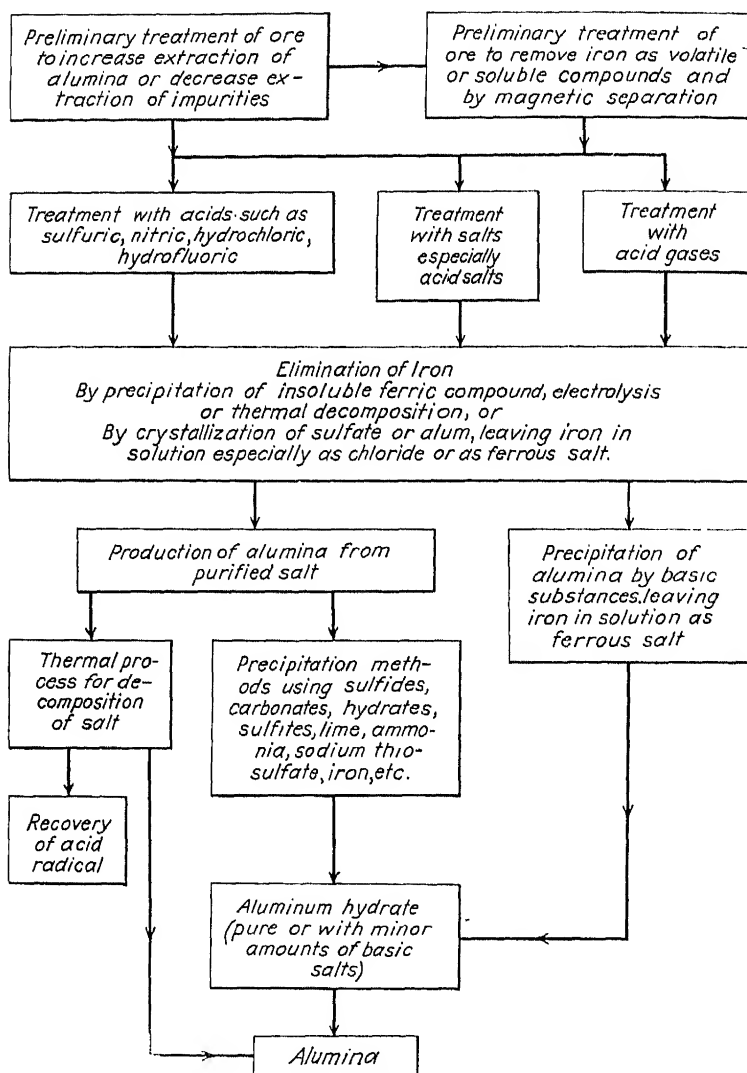 Preliminary treatment of ore
to increase extraction of
alumina or decrease ex-
traction of impurities
Preliminary treatment of
ore to remove iron as volatile
or soluble compounds and
by magnetic separation
Treatment with acids such as
sulfuric, nitric, hydrochloric,
hydrofluoric
Treatment
with salts
especially
acid salts
Treatment
with
acid gases
Elimination of Iron
By precipitation of insoluble ferric compound, electrolysis
or thermal decomposition, or
By crystallization of sulfate or alum, leaving iron in
solution especially as chloride or as ferrous salt.
Production of alumina from
purified salt
Precipitation of
alumina by basic
substances, leaving
iron in solution as
ferrous salt
Thermal pro-
cess for de-
composition
of salt
Precipitation meth-
ods using sulfides,
carbonates, hydrates,
sulfites, lime, ammo-
nia, sodium thio-
sulfate, iron, etc.
Recovery
of acid
radical
Aluminum hydrate
(pure or with minor
amounts of basic
salts)
Alumina